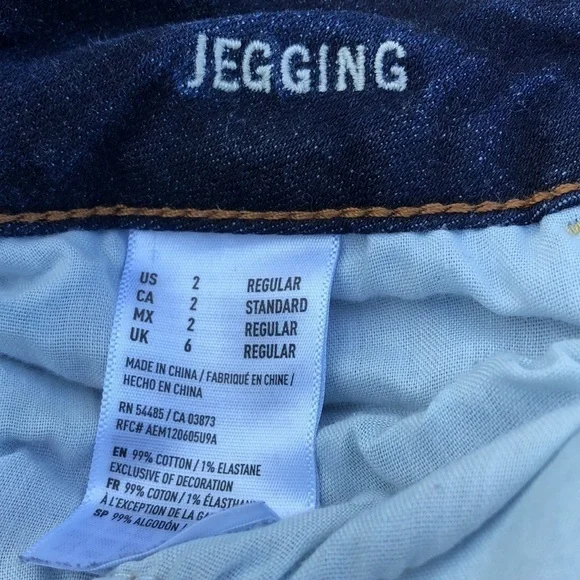 JEGGING
US 2 REGULAR
CA 2 STANDARD
MX 2 REGULAR
UK 6 REGULAR
MADE IN CHINA / FABRIQUÉ EN CHINE /
HECHO EN CHINA
RN 54485 / CA 03873
RFC# AEM120605U9A
EN 99% COTTON / 1% ELASTANE
EXCLUSIVE OF DECORATION
FR 99% COTON / 1% ÉLASTHANNE
À L'EXCEPTION DE LA
SP 99% ALGODÓN /